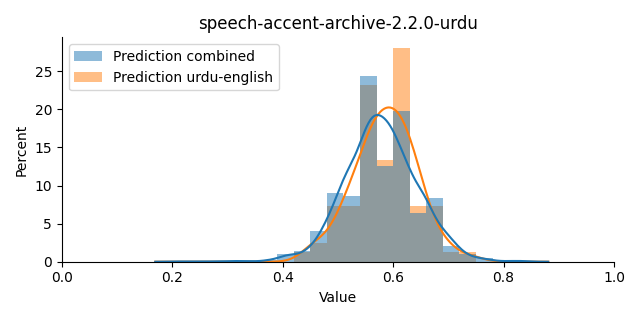 speech-accent-archive-2.2.0-urdu
Prediction combined
Prediction urdu-english
Percent
25
20
15
10
5
0
0.0 0.2 0.4 0.6 0.8 1.0
Value